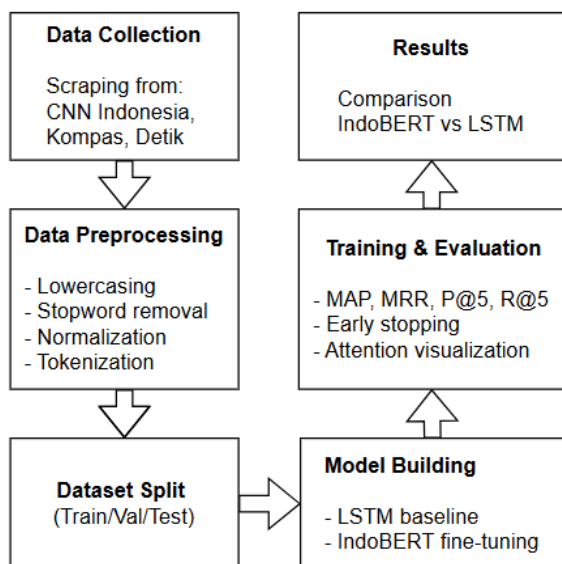 Data Collection
Scraping from:
CNN Indonesia,
Kompas, Detik
Data Preprocessing
- Lowercasing
- Stopword removal
- Normalization
- Tokenization
Dataset Split
(Train/Val/Test)
Model Building
- LSTM baseline
- IndoBERT fine-tuning
Training & Evaluation
- MAP, MRR, P@5, R@5
- Early stopping
- Attention visualization
Results
Comparison
IndoBERT vs LSTM